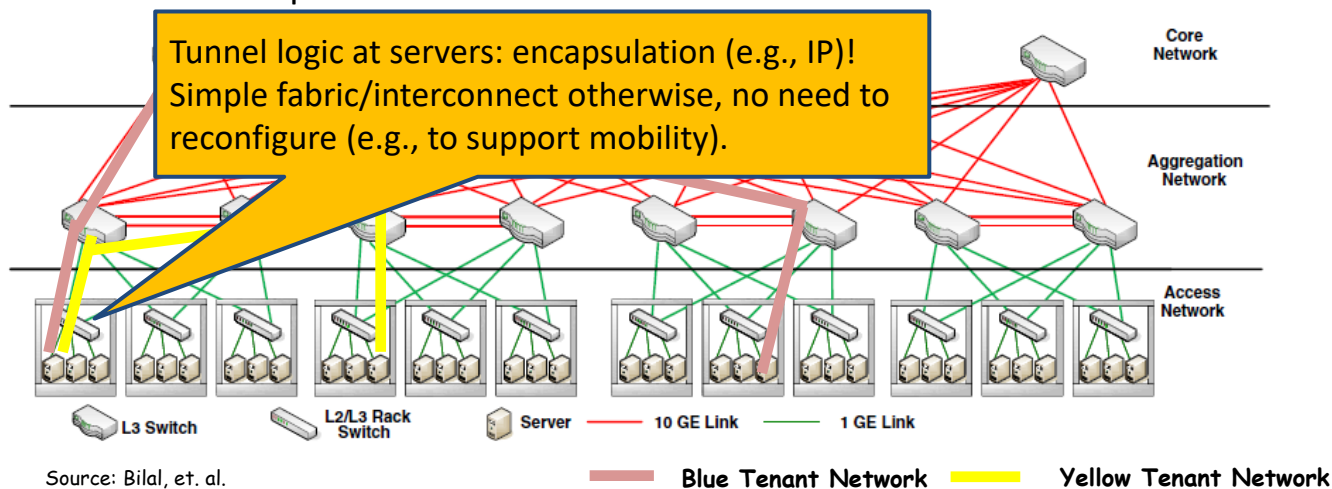 Tunnel logic at servers: encapsulation (e.g., IP)!
Simple fabric/interconnect otherwise, no need to
reconfigure (e.g., to support mobility).
Core
Network
Aggregation
Network
Access
Network
L3 Switch
L2/L3 Rack
Switch
Server
10 GE Link
1 GE Link
Source: Bilal, et. al.
Blue Tenant Network
Yellow Tenant Network